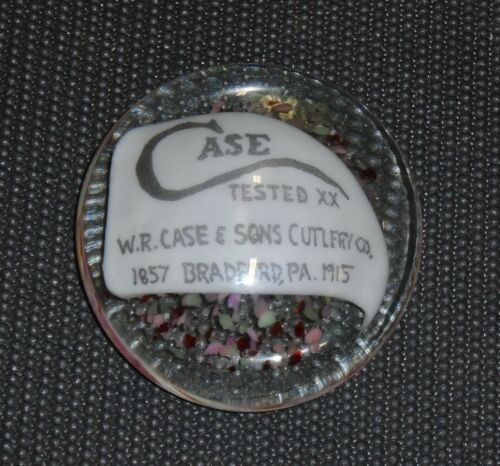 CASE
TESTED XX
W.R. CASE & SONS CUTLERY CO.
1857 BRADFORD, PA. 1915